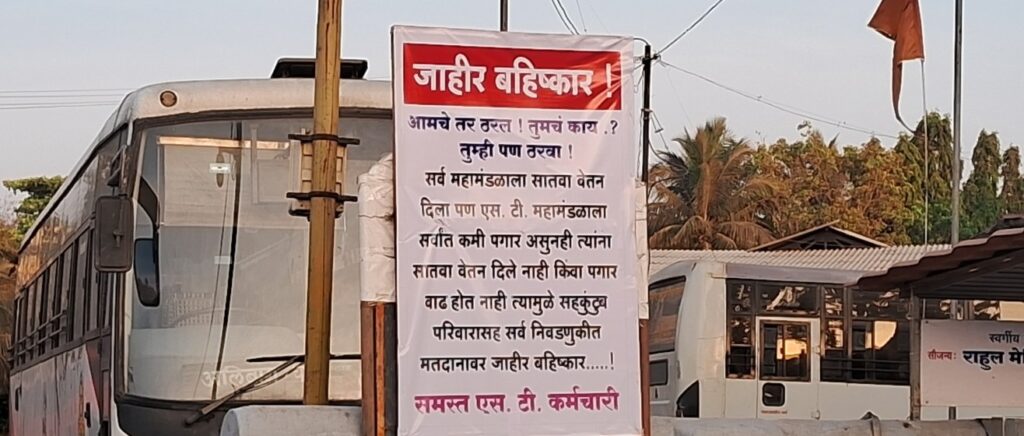 जाहीर बहिष्कार !
आमचे तर ठरल ! तुमचं काय .?
तुम्ही पण ठरवा !
सर्व महामंडळाला सातवा वेतन
दिला पण एस. टी. महामंडळाला
सर्वात कमी पगार असुनही त्यांना
सातवा वेतन दिले नाही किंवा पगार
वाढ होत नाही त्यामुळे सहकुंटुंब
परिवारासह सर्व निवडणुकीत
मतदानावर जाहीर बहिष्कार.....!
समस्त एस. टी. कर्मचारी
स्वर्गीय
सौजन्य: राहुल